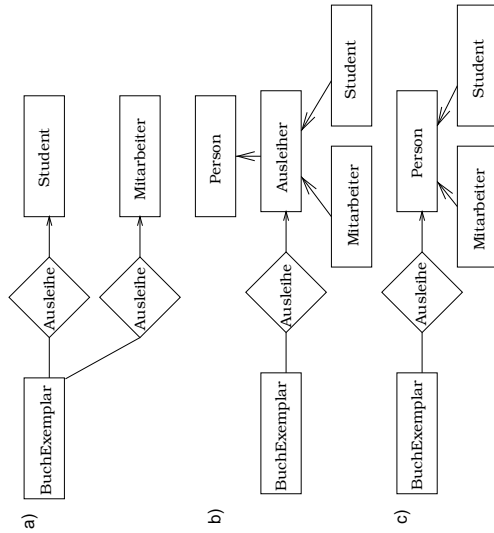 a)
BuchExemplar
Ausleihe
Student
Ausleihe
Mitarbeiter
b)
BuchExemplar
Ausleihe
Person
Ausleiher
Mitarbeiter
Student
c)
BuchExemplar
Ausleihe
Person
Mitarbeiter
Student